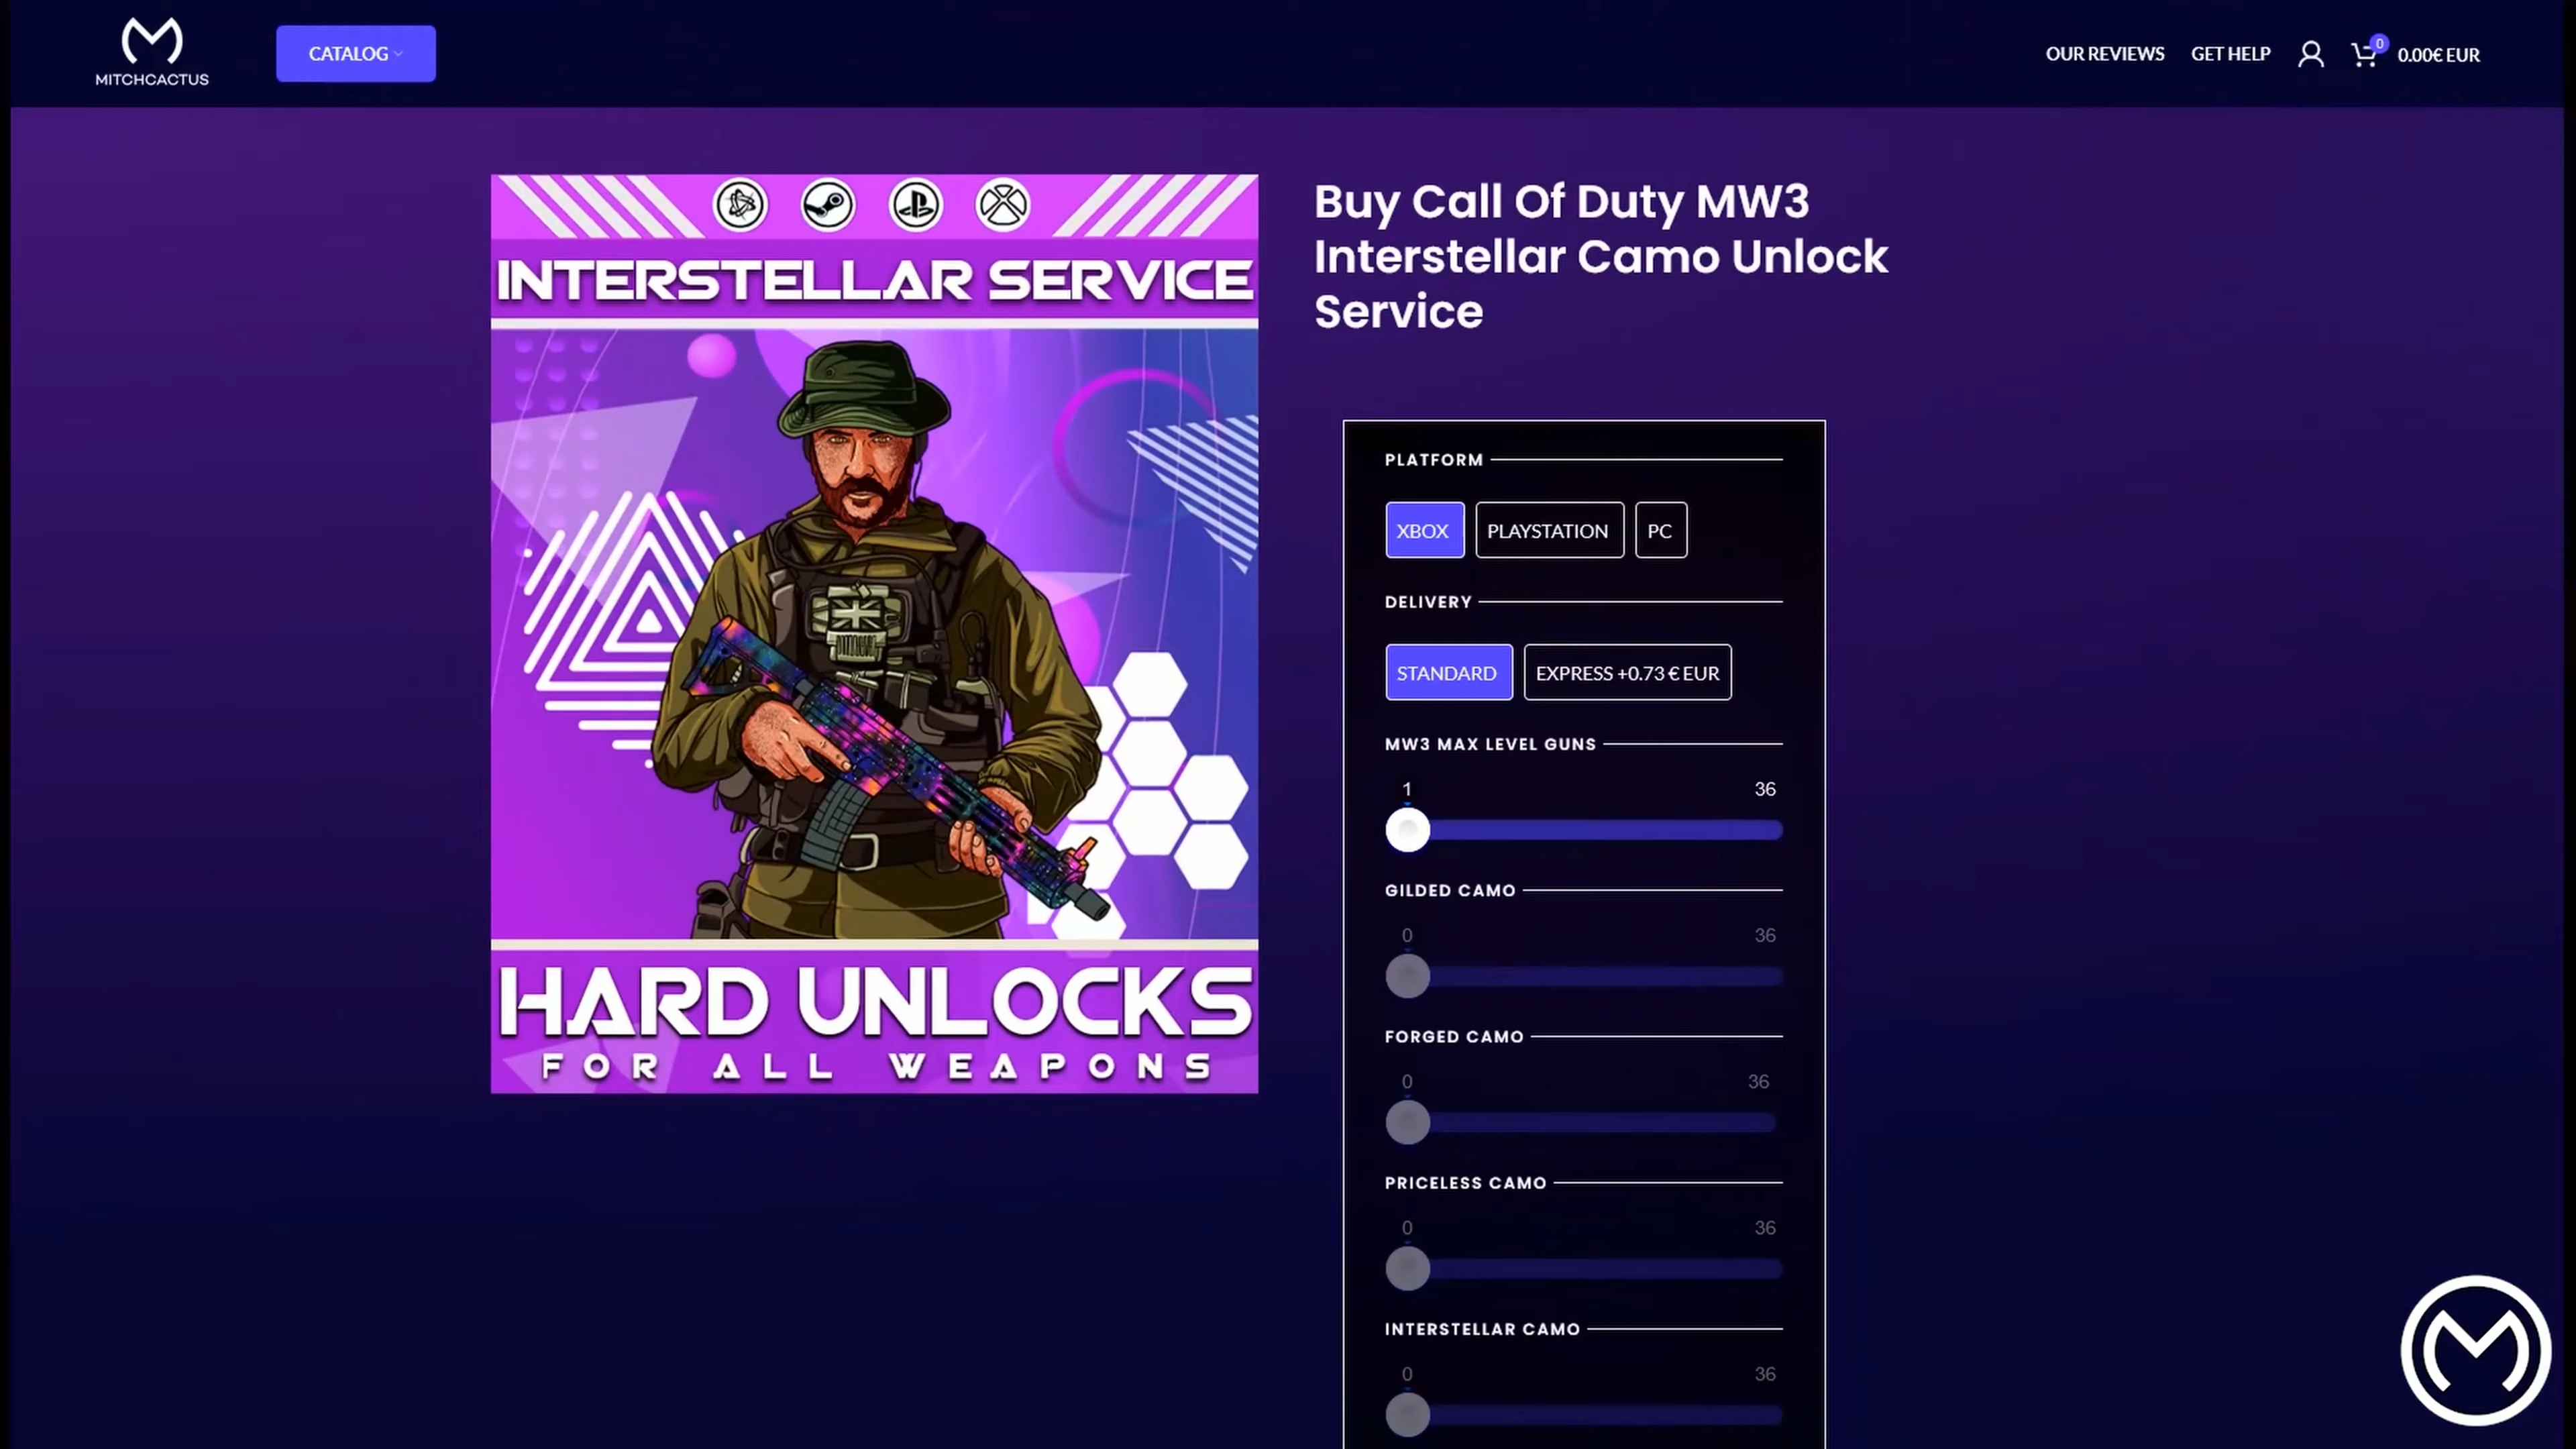 MITCHCACTUS
CATALOG
OUR REVIEWS
GET HELP
0
0.00€ EUR
INTERSTELLAR SERVICE
HARD UNLOCKS
FOR ALL WEAPONS
Buy Call Of Duty MW3
Interstellar Camo Unlock
Service
PLATFORM
XBOX
PLAYSTATION
PC
DELIVERY
STANDARD
EXPRESS +0.73 € EUR
MW3 MAX LEVEL GUNS
1
36
GILDED CAMO
0
36
FORGED CAMO
0
36
PRICELESS CAMO
0
36
INTERSTELLAR CAMO
0
36